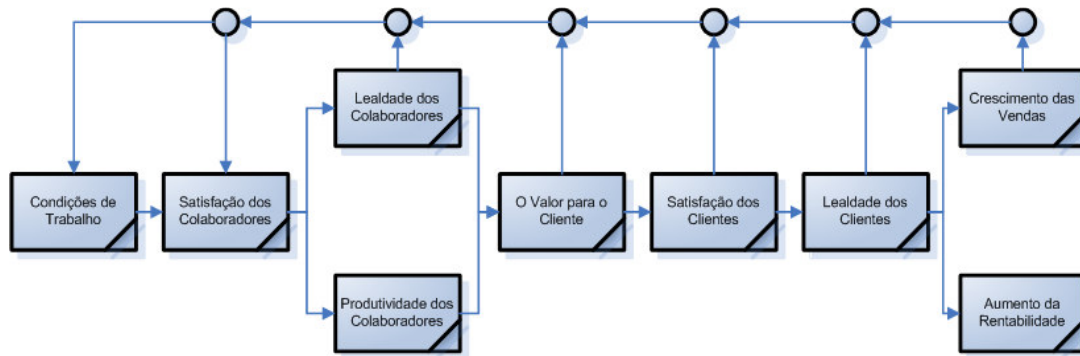 Lealdade dos
Colaboradores
Crescimento das
Vendas
Condições de
Trabalho
Satisfação dos
Colaboradores
O Valor para o
Cliente
Satisfação dos
Clientes
Lealdade dos
Clientes
Produtividade dos
Colaboradores
Aumento da
Rentabilidade